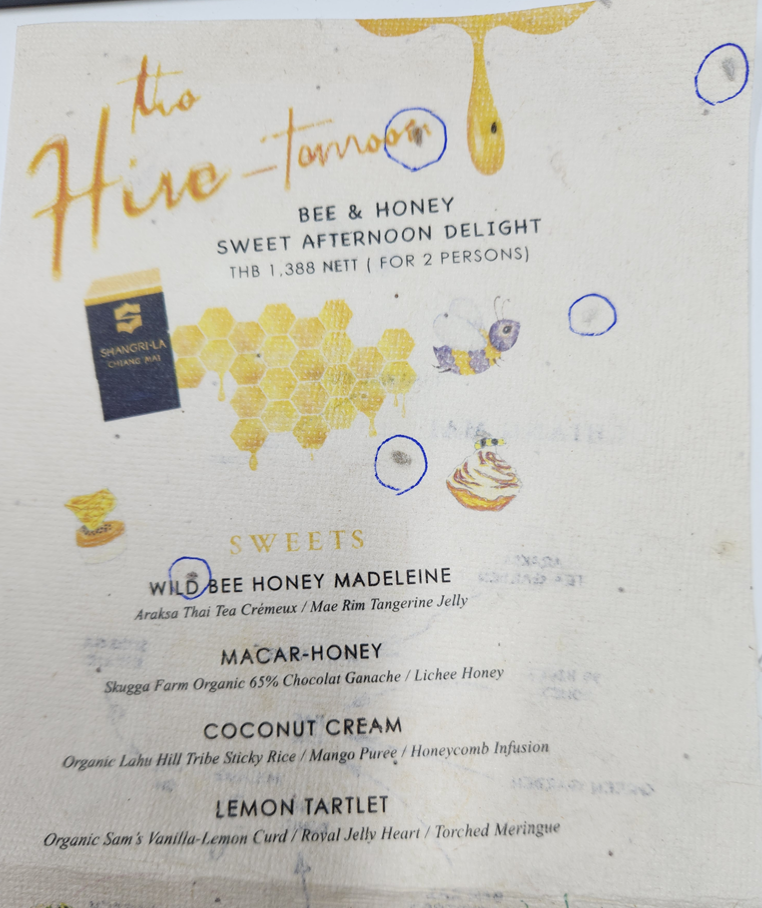 the
Hive-tanroon
BEE & HONEY
SWEET AFTERNOON DELIGHT
THB 1,388 NETT ( FOR 2 PERSONS)
SHANGRI-LA
CHIANG MAI
SWEETS
WILD BEE HONEY MADELEINE
Araksa Thai Tea Crémeux / Mae Rim Tangerine Jelly
MACAR-HONEY
Skugga Farm Organic 65% Chocolat Ganache / Lichee Honey
COCONUT CREAM
Organic Lahu Hill Tribe Sticky Rice / Mango Puree / Honeycomb Infusion
LEMON TARTLET
Organic Sam's Vanilla-Lemon Curd / Royal Jelly Heart / Torched Meringue